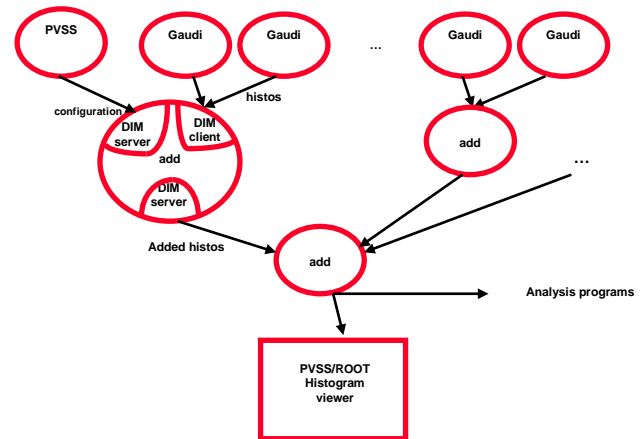 PVSS
Gaudi
Gaudi
...
Gaudi
Gaudi
configuration
histos
DIM
server
DIM
client
add
DIM
server
add
...
Added histos
add
Analysis programs
PVSS/ROOT
Histogram
viewer